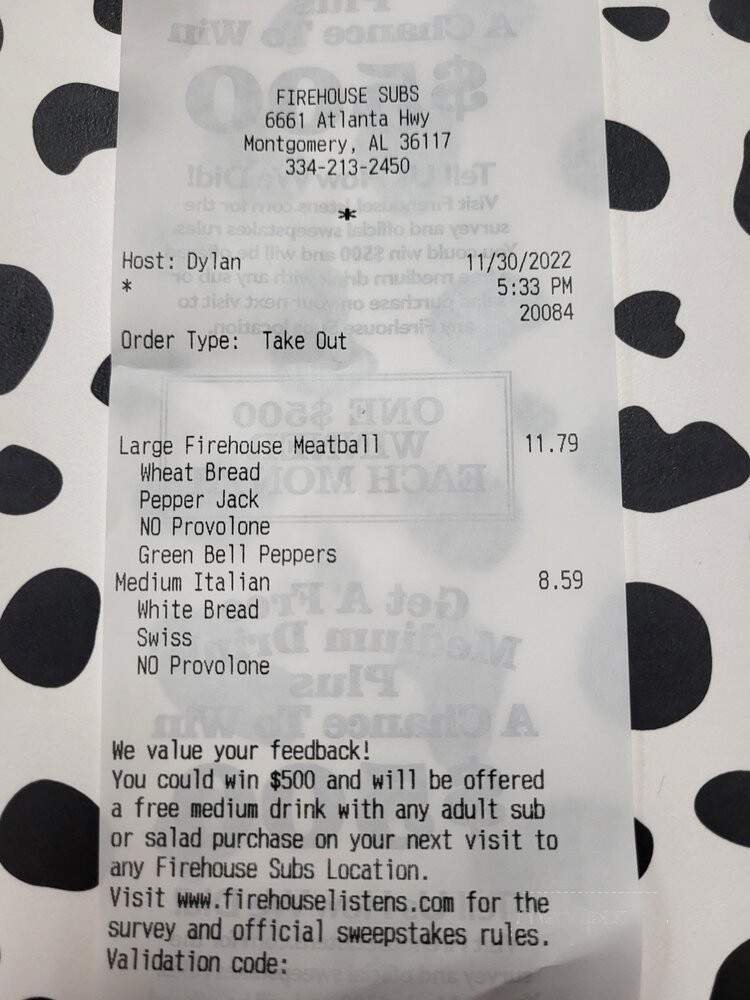 FIREHOUSE SUBS
6661 Atlanta Hwy
Montgomery, AL 36117
334-213-2450
*
Host: Dylan 11/30/2022
* 5:33 PM
20084
Order Type: Take Out
Large Firehouse Meatball 11.79
Wheat Bread
Pepper Jack
NO Provolone
Green Bell Peppers
Medium Italian 8.59
White Bread
Swiss
NO Provolone
We value your feedback!
You could win $500 and will be offered
a free medium drink with any adult sub
or salad purchase on your next visit to
any Firehouse Subs Location.
Visit www.firehouselistens.com for the
survey and official sweepstakes rules.
Validation code: